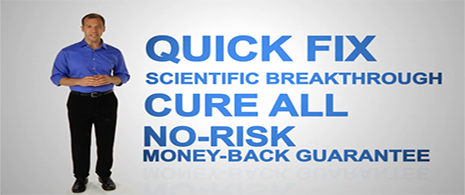 QUICK FIX
SCIENTIFIC BREAKTHROUGH
CURE ALL
NO-RISK
MONEY-BACK GUARANTEE